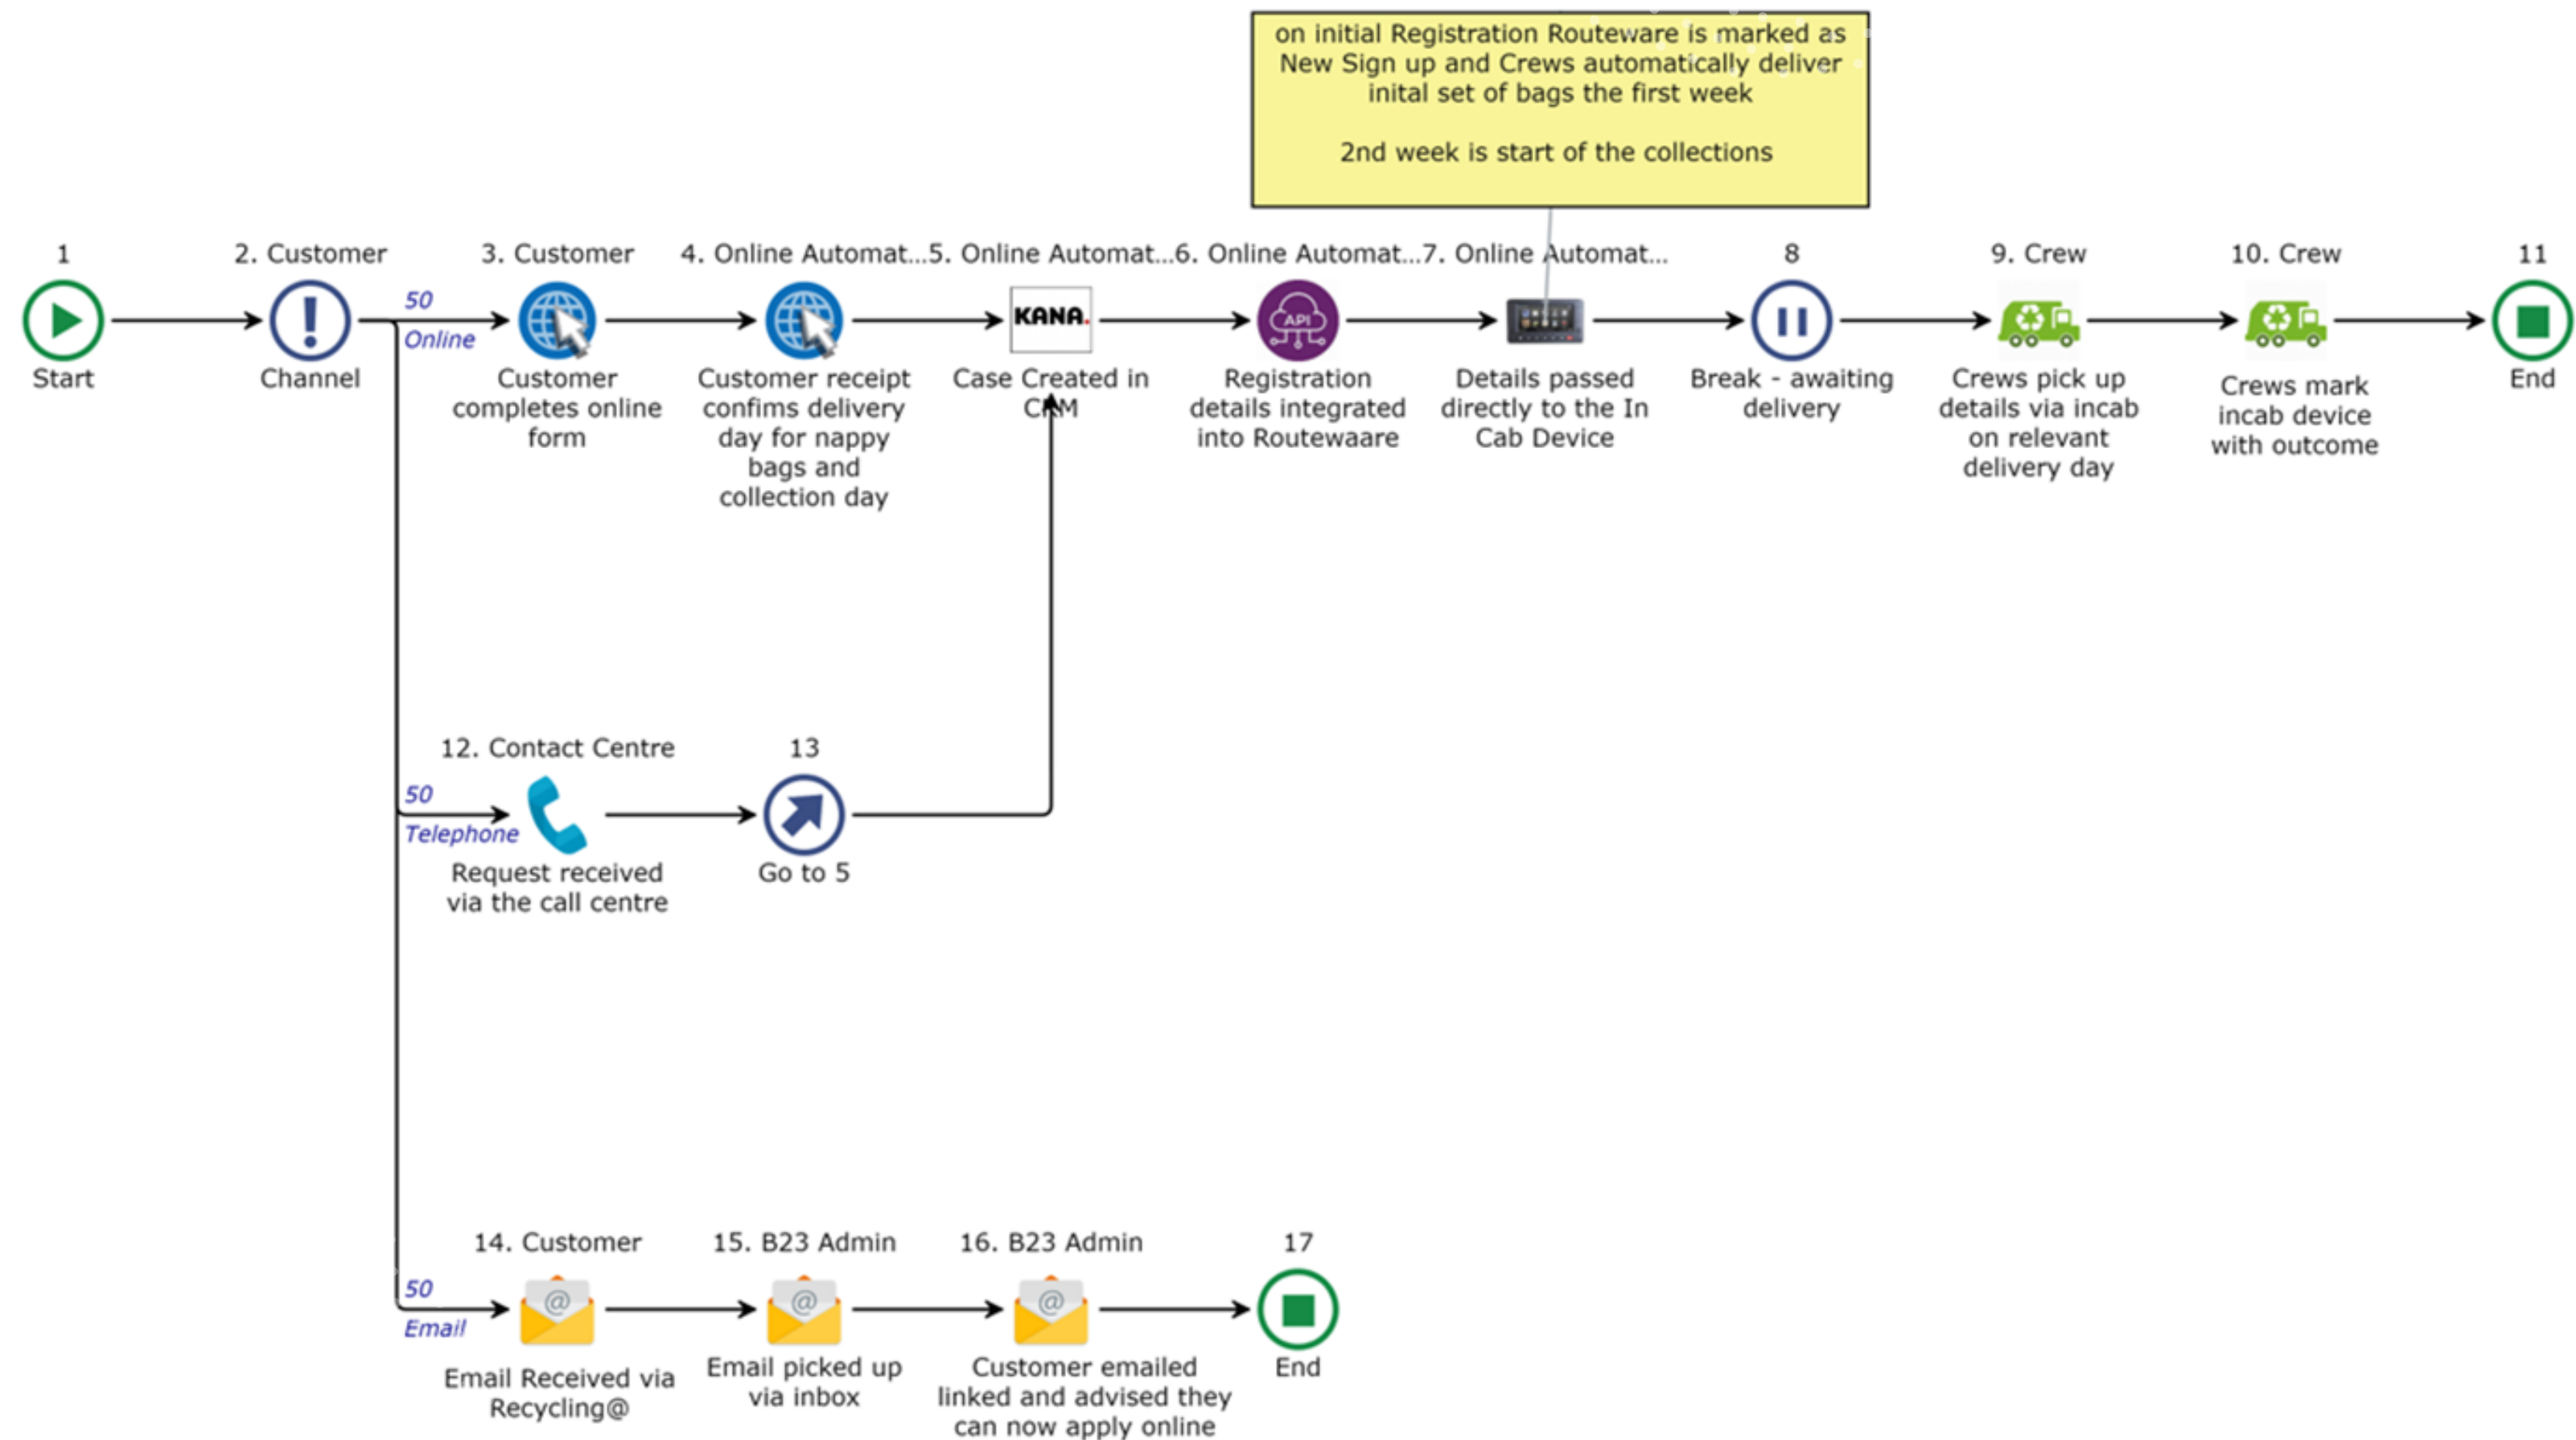 on initial Registration Routeware is marked as
New Sign up and Crews automatically deliver
inital set of bags the first week
2nd week is start of the collections
1
2. Customer
3. Customer
4. Online Automat...
5. Online Automat...
6. Online Automat...
7. Online Automat...
8
9. Crew
10. Crew
11
50
Online
KANA.
API
Start
Channel
Customer
completes online
form
Customer receipt
confims delivery
day for nappy
bags and
collection day
Case Created in
CRM
Registration
details integrated
into Routewaare
Details passed
directly to the In
Cab Device
Break - awaiting
delivery
Crews pick up
details via incab
on relevant
delivery day
Crews mark
incab device
with outcome
End
12. Contact Centre
13
50
Telephone
Request received
via the call centre
Go to 5
14. Customer
15. B23 Admin
16. B23 Admin
17
50
Email
@
@
@
Email Received via
Recycling@
Email picked up
via inbox
Customer emailed
linked and advised they
can now apply online
End